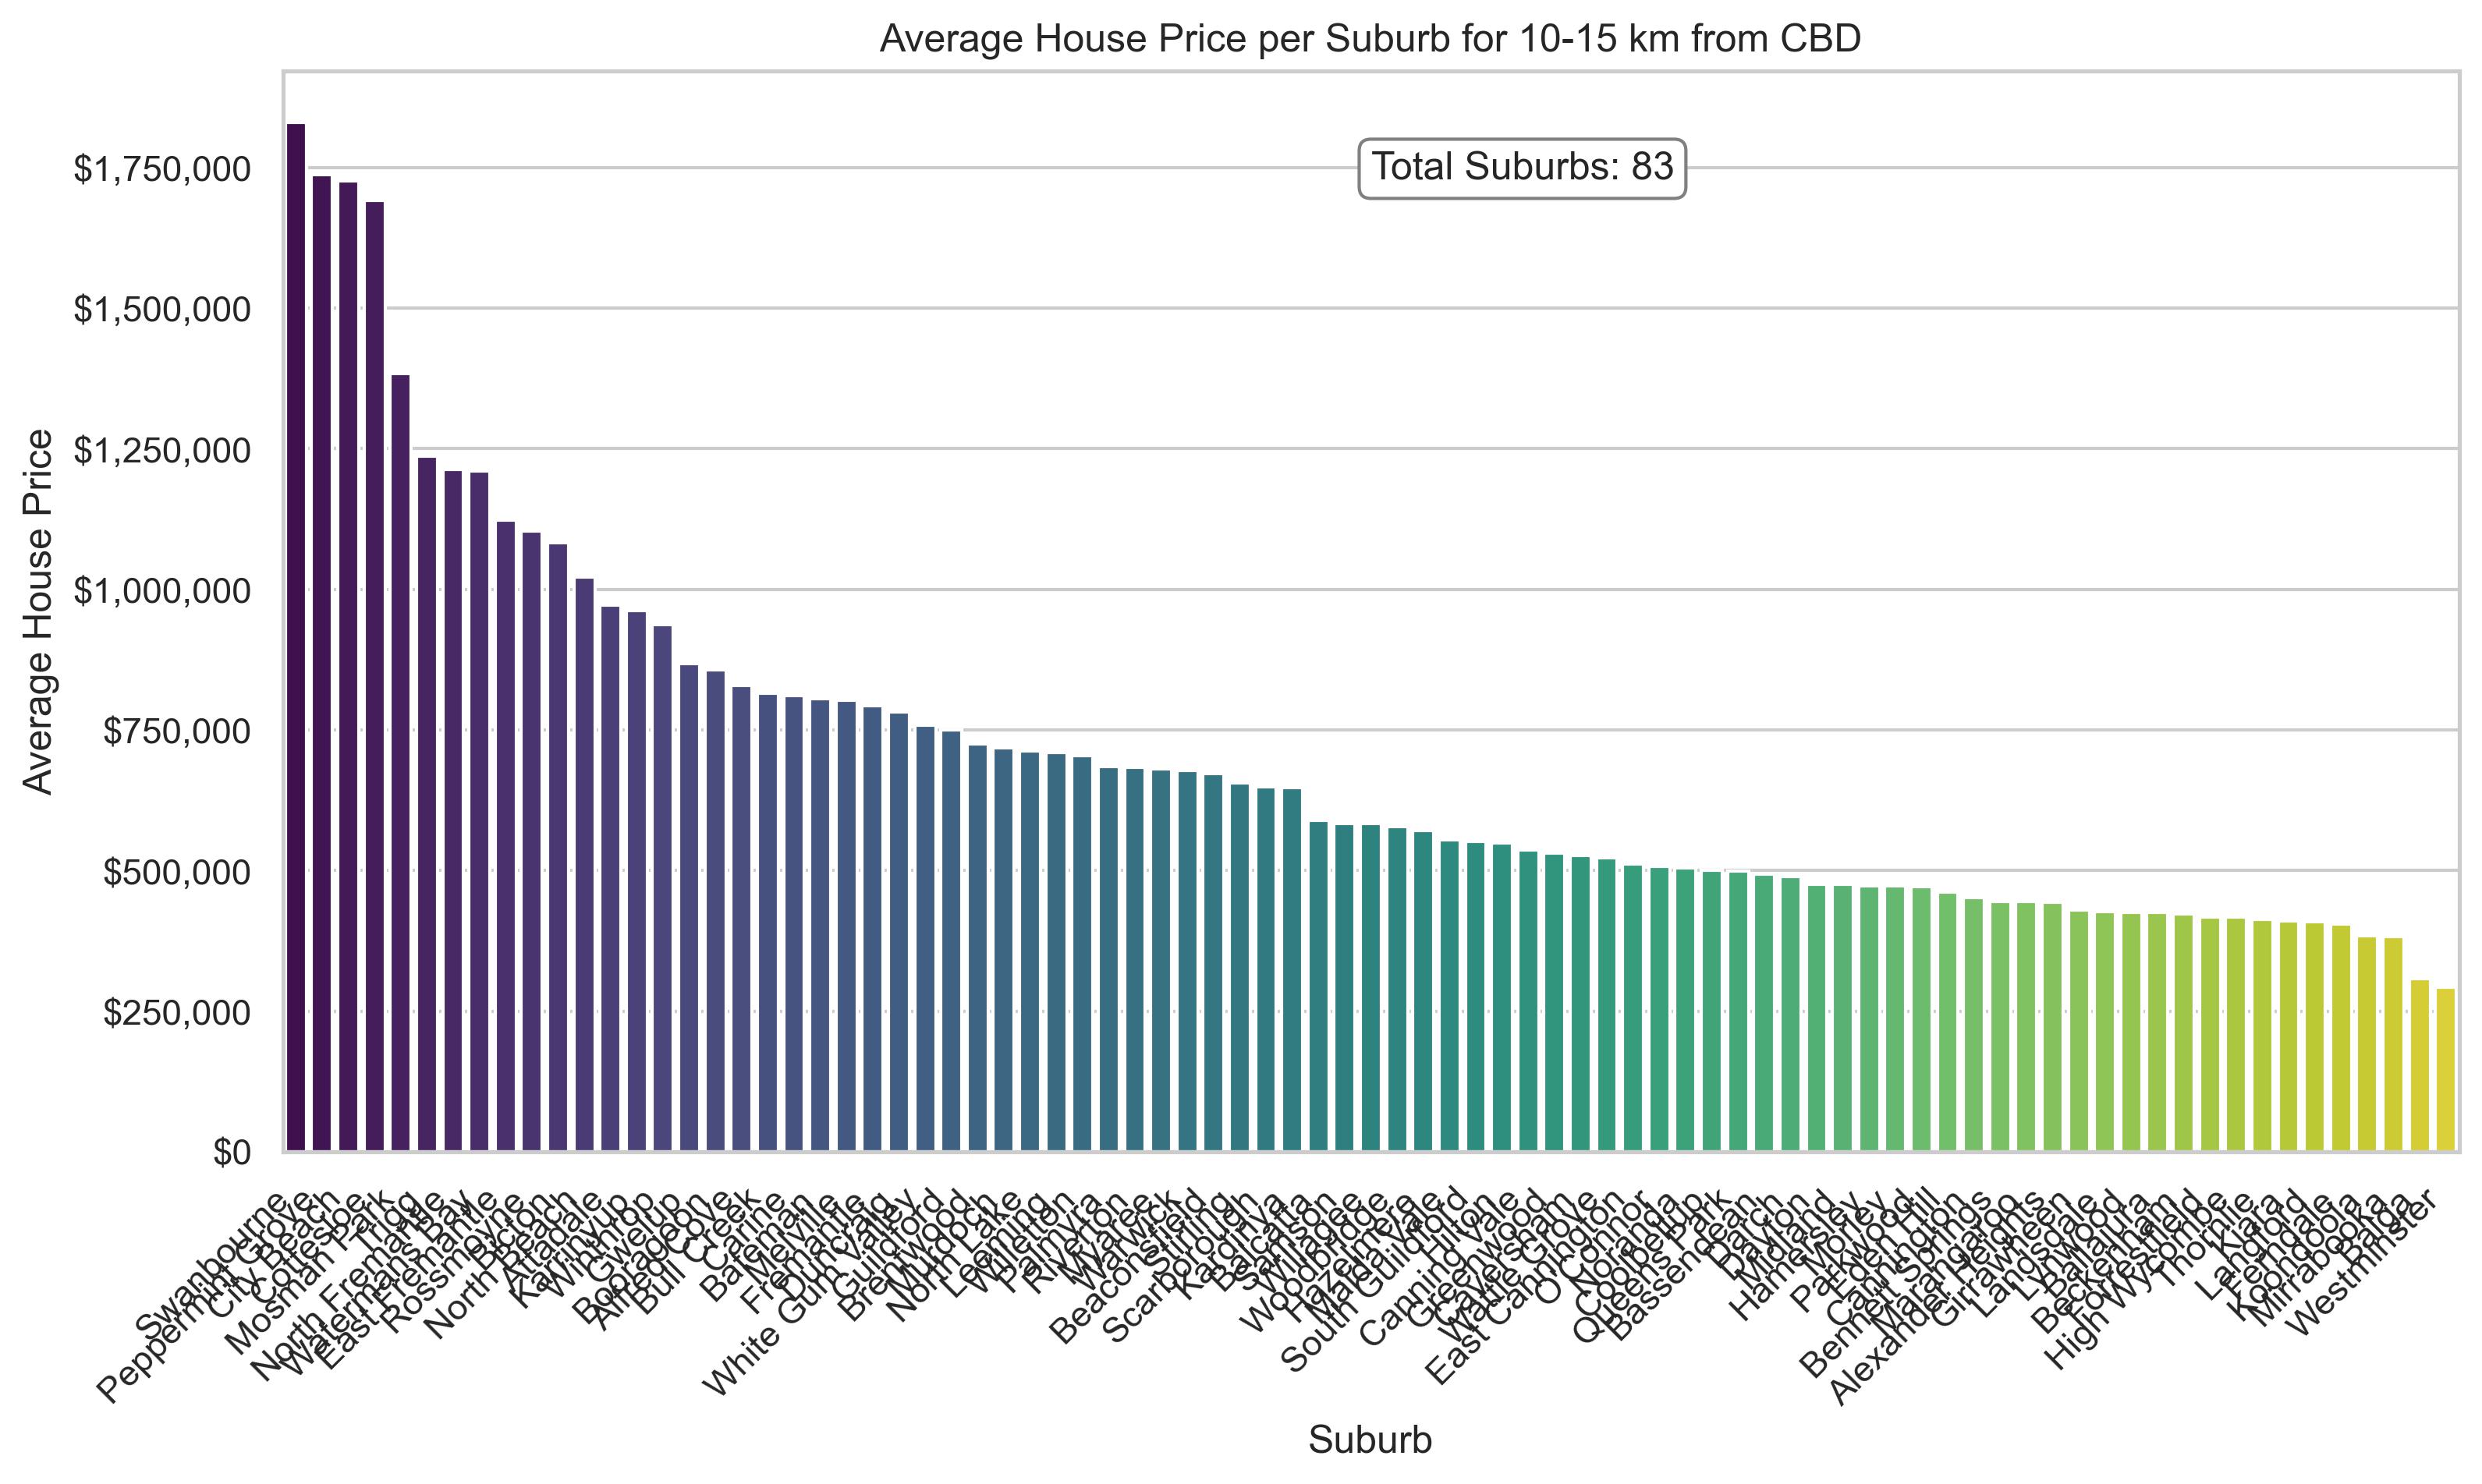 Average House Price per Suburb for 10-15 km from CBD
Total Suburbs: 83
Average House Price
$1,750,000
$1,500,000
$1,250,000
$1,000,000
$750,000
$500,000
$250,000
$0
Swanbourne
Peppermint Grove
City Beach
Cottesloe
Mosman Park
Trigg
North Fremantle
Watermans Bay
East Fremantle
Rossmoyne
Bicton
North Beach
Attadale
Karrinyup
Winthrop
Gwelup
Booragoon
Alfred Cove
Bull Creek
Carine
Bateman
Melville
Fremantle
Duncraig
White Gum Valley
Guildford
Brentwood
Murdoch
North Lake
Leeming
Willetton
Palmyra
Riverton
Myaree
Warwick
Beaconsfield
Stirling
Scarborough
Kardinya
Balcatta
Samson
Willagee
Woodbridge
Hazelmere
Maida Vale
South Guildford
Hilton
Canning Vale
Greenwood
Caversham
Wattle Grove
East Cannington
O'Connor
Noranda
Coolbellup
Queens Park
Bassendean
Balga
Westminster
Dayton
Midland
Hamersley
Morley
Parkwood
Eden Hill
Cannington
Bennett Springs
Marangaroo
Alexander Heights
Girrawheen
Landsdale
Lynwood
Ballajura
Beckenham
Forrestfield
High Wycombe
Thornlie
Kiara
Langford
Kenwick
Koondoola
Mirrabooka
Suburb